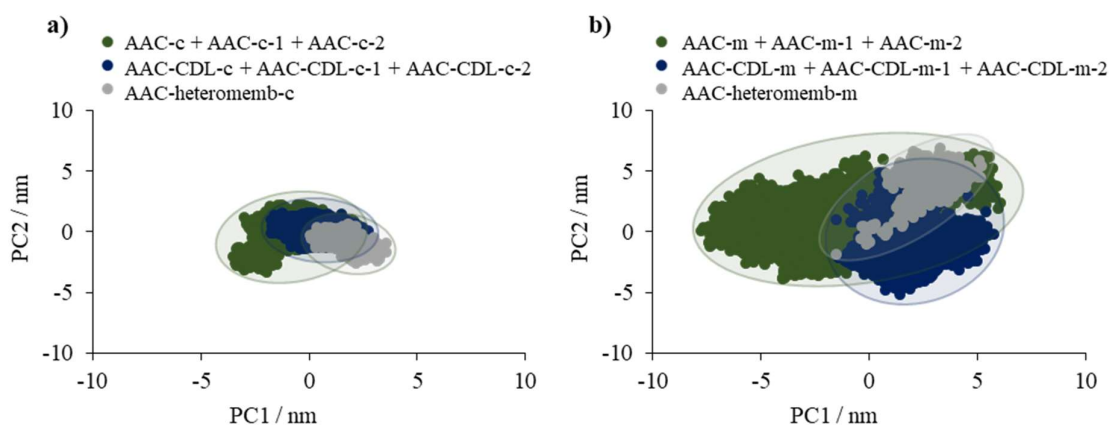 a)
AAC-c + AAC-c-1 + AAC-c-2
AAC-CDL-c + AAC-CDL-c-1 + AAC-CDL-c-2
AAC-heteromemb-c
10
5
0
-5
-10
PC2 / nm
-10
-5
0
5
10
PC1 / nm
b)
AAC-m + AAC-m-1 + AAC-m-2
AAC-CDL-m + AAC-CDL-m-1 + AAC-CDL-m-2
AAC-heteromemb-m
10
5
0
-5
-10
PC2 / nm
-10
-5
0
5
10
PC1 / nm